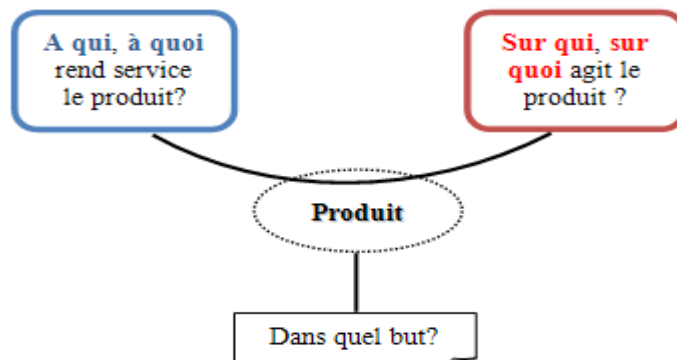 A qui, à quoi
rend service
le produit?
Sur qui, sur
quoi agit le
produit ?
Produit
Dans quel but?